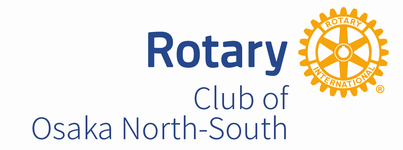 Rotary
Club of
Osaka North-South
ROTARY
INTERNATIONAL
®